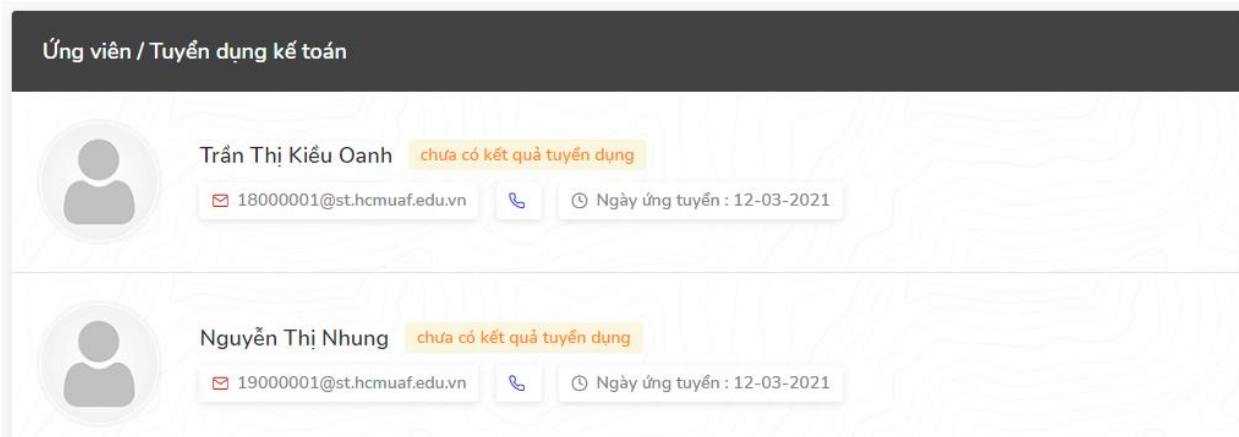 Ứng viên / Tuyển dụng kế toán
Trần Thị Kiều Oanh chưa có kết quả tuyển dụng
18000001@st.hcmuaf.edu.vn Ngày ứng tuyển : 12-03-2021
Nguyễn Thị Nhung chưa có kết quả tuyển dụng
19000001@st.hcmuaf.edu.vn Ngày ứng tuyển : 12-03-2021